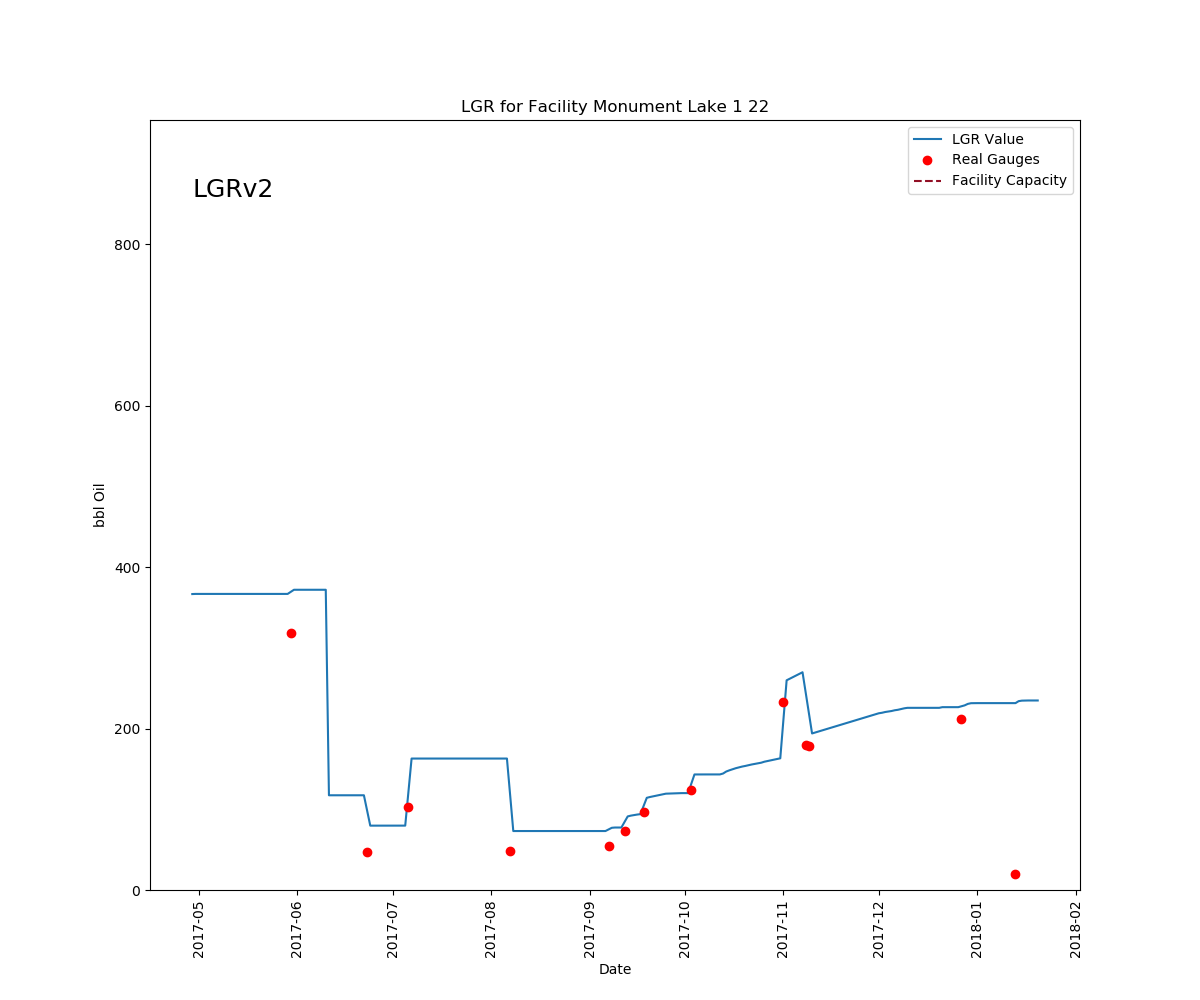 LGR for Facility Monument Lake 1 22
LGR Value
Real Gauges
Facility Capacity
LGRv2
bbl Oil
800
600
400
200
0
2017-05
2017-06
2017-07
2017-08
2017-09
2017-10
2017-11
2017-12
2018-01
2018-02
Date